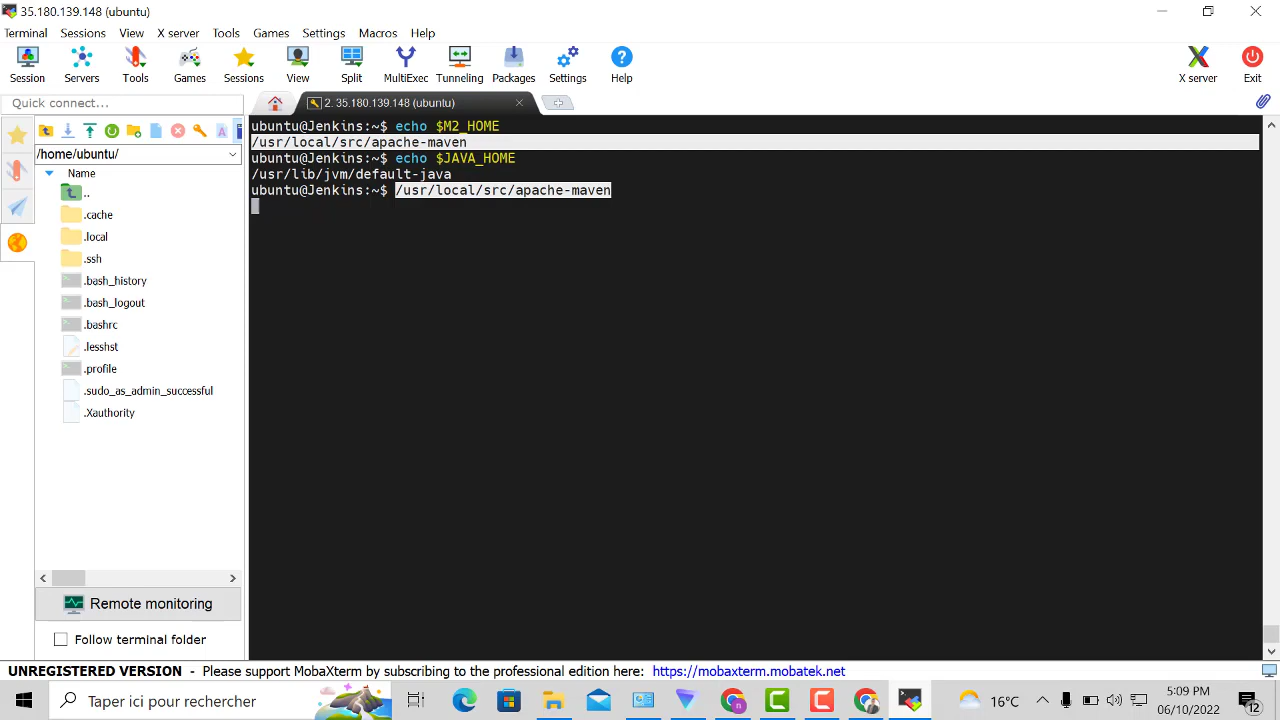 35.180.139.148 (ubuntu)
Terminal Sessions View X server Tools Games Settings Macros Help
Session Servers Tools Games Sessions View Split MultiExec Tunneling Packages Settings Help X server Exit
Quick connect...
2. 35.180.139.148 (ubuntu)
/home/ubuntu/
Name
..
.cache
.local
.ssh
.bash_history
.bash_logout
.bashrc
.lesshst
.profile
.sudo_as_admin_successful
.Xauthority
Remote monitoring
Follow terminal folder
ubuntu@Jenkins:~$ echo $M2_HOME
/usr/local/src/apache-maven
ubuntu@Jenkins:~$ echo $JAVA_HOME
/usr/lib/jvm/default-java
ubuntu@Jenkins:~$ /usr/local/src/apache-maven
UNREGISTERED VERSION - Please support MobaXterm by subscribing to the professional edition here: https://mobaxterm.mobatek.net
Tapez ici pour rechercher
16°C
5:09 PM
06/10/2022
12